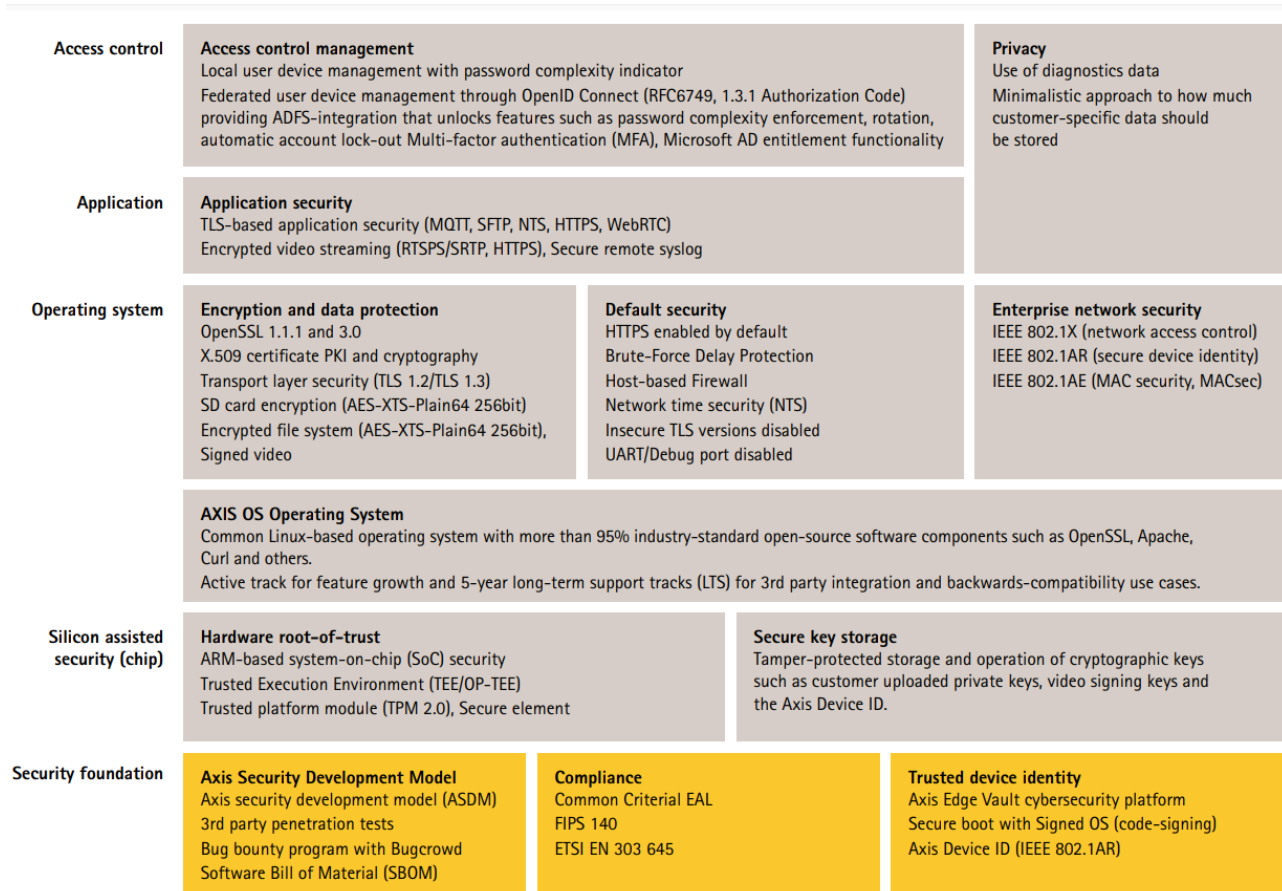 Access control
Access control management
Local user device management with password complexity indicator
Federated user device management through OpenID Connect (RFC6749, 1.3.1 Authorization Code)
providing ADFS-integration that unlocks features such as password complexity enforcement, rotation,
automatic account lock-out Multi-factor authentication (MFA), Microsoft AD entitlement functionality
Privacy
Use of diagnostics data
Minimalistic approach to how much
customer-specific data should
be stored
Application
Application security
TLS-based application security (MQTT, SFTP, NTS, HTTPS, WebRTC)
Encrypted video streaming (RTSPS/SRTP, HTTPS), Secure remote syslog
Operating system
Encryption and data protection
OpenSSL 1.1.1 and 3.0
X.509 certificate PKI and cryptography
Transport layer security (TLS 1.2/TLS 1.3)
SD card encryption (AES-XTS-Plain64 256bit)
Encrypted file system (AES-XTS-Plain64 256bit),
Signed video
Default security
HTTPS enabled by default
Brute-Force Delay Protection
Host-based Firewall
Network time security (NTS)
Insecure TLS versions disabled
UART/Debug port disabled
Enterprise network security
IEEE 802.1X (network access control)
IEEE 802.1AR (secure device identity)
IEEE 802.1AE (MAC security, MACsec)
AXIS OS Operating System
Common Linux-based operating system with more than 95% industry-standard open-source software components such as OpenSSL, Apache,
Curl and others.
Active track for feature growth and 5-year long-term support tracks (LTS) for 3rd party integration and backwards-compatibility use cases.
Silicon assisted
security (chip)
Hardware root-of-trust
ARM-based system-on-chip (SoC) security
Trusted Execution Environment (TEE/OP-TEE)
Trusted platform module (TPM 2.0), Secure element
Secure key storage
Tamper-protected storage and operation of cryptographic keys
such as customer uploaded private keys, video signing keys and
the Axis Device ID.
Security foundation
Axis Security Development Model
Axis security development model (ASDM)
3rd party penetration tests
Bug bounty program with Bugcrowd
Software Bill of Material (SBOM)
Compliance
Common Criterial EAL
FIPS 140
ETSI EN 303 645
Trusted device identity
Axis Edge Vault cybersecurity platform
Secure boot with Signed OS (code-signing)
Axis Device ID (IEEE 802.1AR)